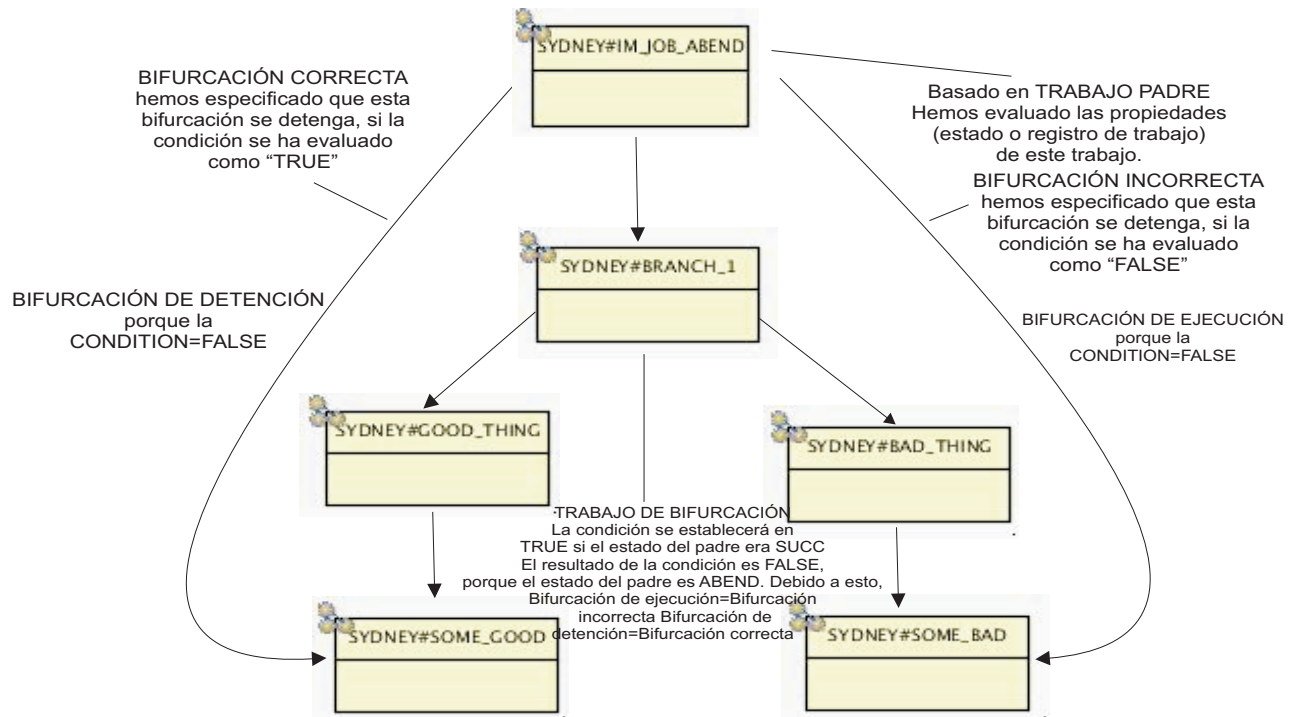 SYDNEY#IM_JOB_ABEND
BIFURCACIÓN CORRECTA
hemos especificado que esta
bifurcación se detenga, si la
condición se ha evaluado
como “TRUE”
Basado en TRABAJO PADRE
Hemos evaluado las propiedades
(estado o registro de trabajo)
de este trabajo.
BIFURCACIÓN INCORRECTA
hemos especificado que esta
bifurcación se detenga, si la
condición se ha evaluado
como “FALSE”
SYDNEY#BRANCH_1
BIFURCACIÓN DE DETENCIÓN
porque la
CONDITION=FALSE
BIFURCACIÓN DE EJECUCIÓN
porque la
CONDITION=FALSE
SYDNEY#GOOD_THING
SYDNEY#BAD_THING
TRABAJO DE BIFURCACIÓN
La condición se establecerá en
TRUE si el estado del padre era SUCC
El resultado de la condición es FALSE,
porque el estado del padre es ABEND. Debido a esto,
Bifurcación de ejecución=Bifurcación
incorrecta Bifurcación de
detención=Bifurcación correcta
SYDNEY#SOME_GOOD
SYDNEY#SOME_BAD